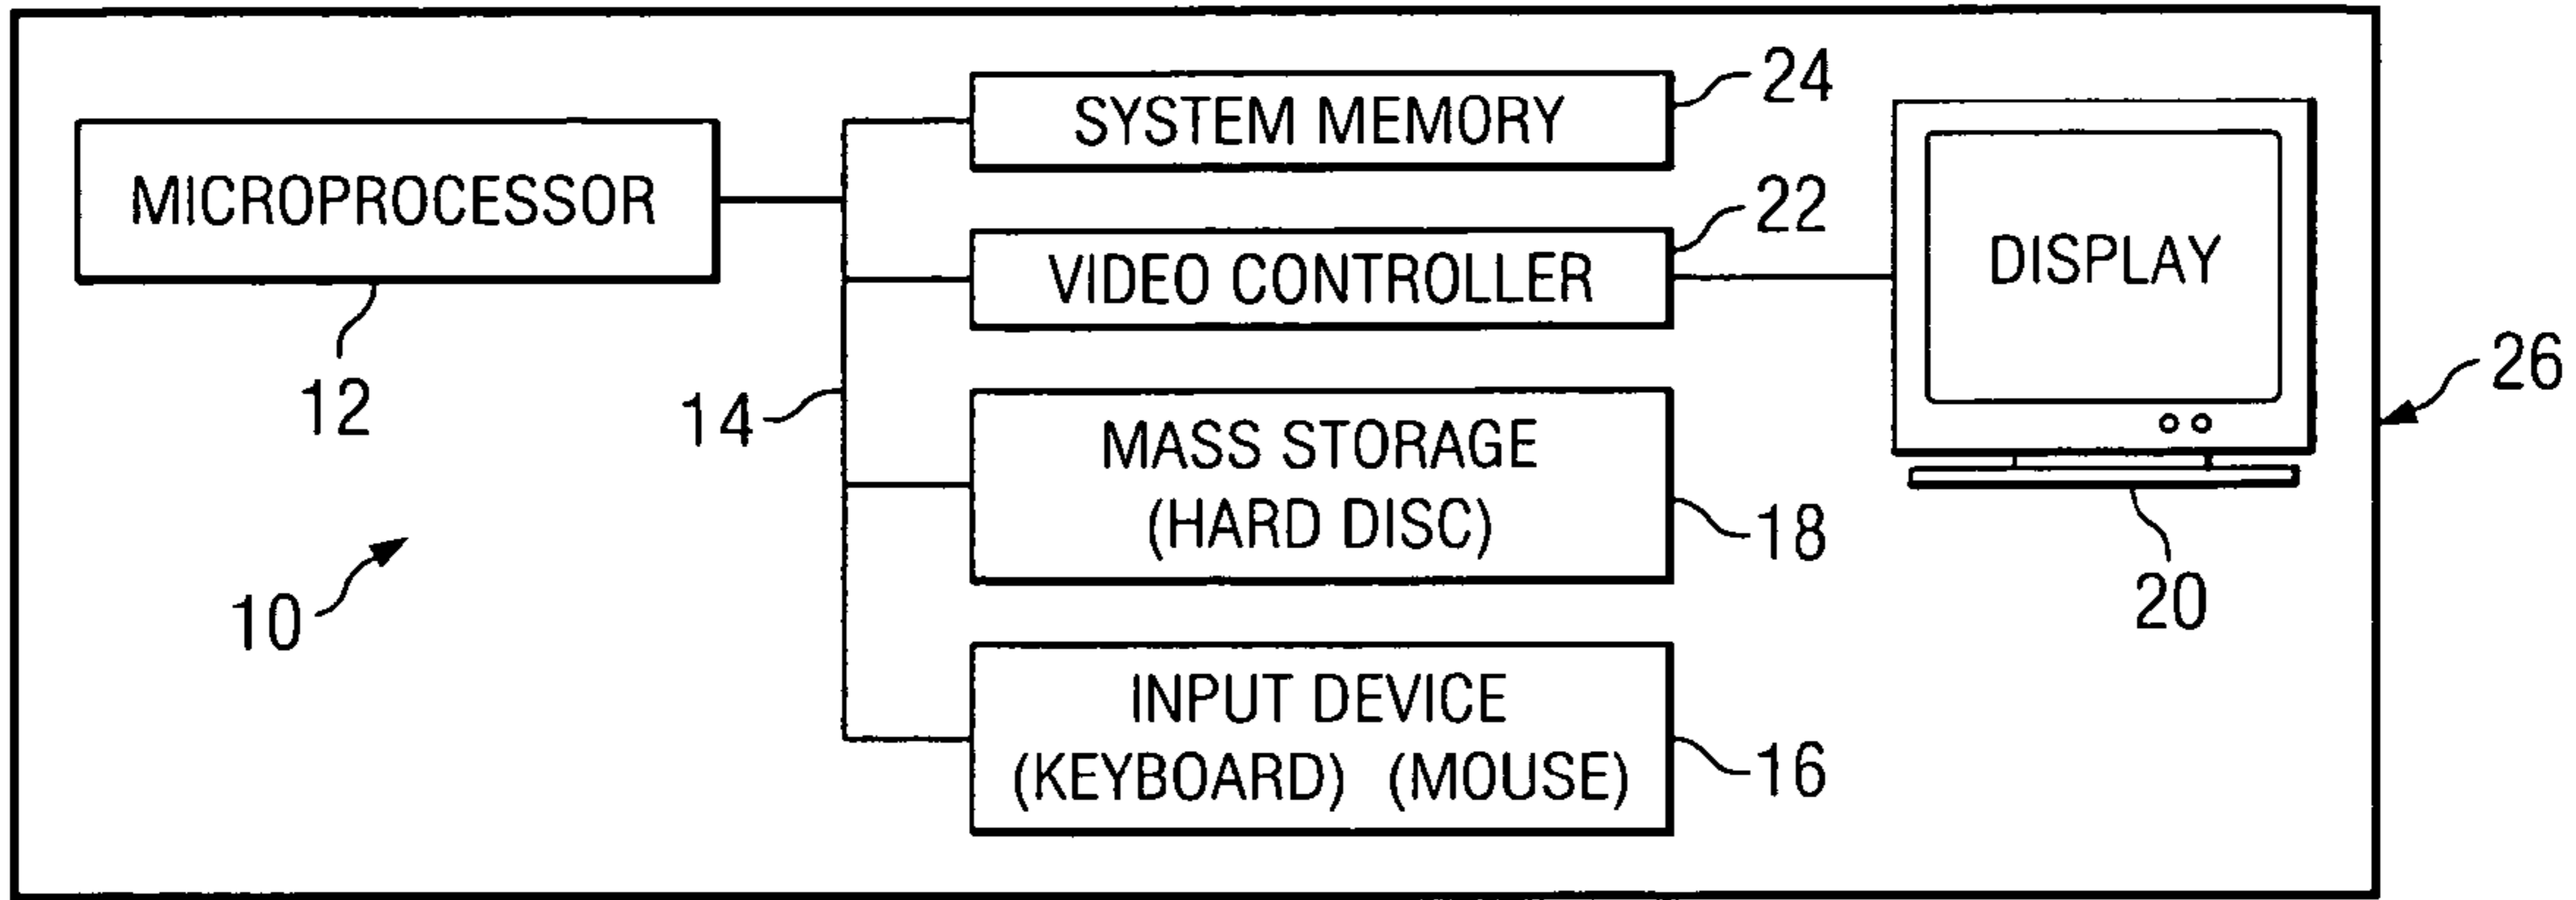 SYSTEM MEMORY
24
MICROPROCESSOR
12
VIDEO CONTROLLER
22
DISPLAY
20
14
MASS STORAGE
(HARD DISC)
18
26
10
INPUT DEVICE
(KEYBOARD) (MOUSE)
16